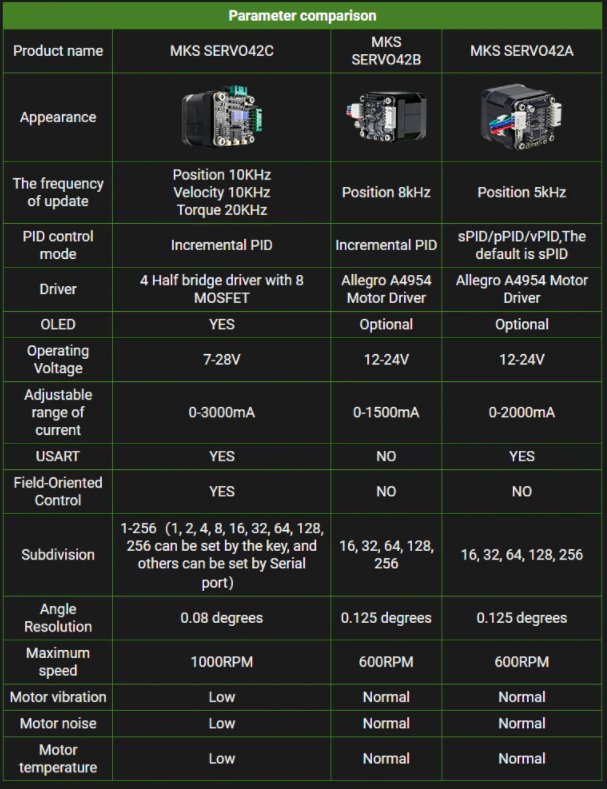 Parameter comparison
Product name
MKS SERVO42C
MKS
SERVO42B
MKS SERVO42A
Appearance
The frequency
of update
Position 10KHz
Velocity 10KHz
Torque 20KHz
Position 8kHz
Position 5kHz
PID control
mode
Incremental PID
Incremental PID
sPID/pPID/vPID,The
default is sPID
Driver
4 Half bridge driver with 8
MOSFET
Allegro A4954
Motor Driver
Allegro A4954 Motor
Driver
OLED
YES
Optional
Optional
Operating
Voltage
7-28V
12-24V
12-24V
Adjustable
range of
current
0-3000mA
0-1500mA
0-2000mA
USART
YES
NO
YES
Field-Oriented
Control
YES
NO
NO
Subdivision
1-256（1, 2, 4, 8, 16, 32, 64, 128,
256 can be set by the key, and
others can be set by Serial
port）
16, 32, 64, 128,
256
16, 32, 64, 128, 256
Angle
Resolution
0.08 degrees
0.125 degrees
0.125 degrees
Maximum
speed
1000RPM
600RPM
600RPM
Motor vibration
Low
Normal
Normal
Motor noise
Low
Normal
Normal
Motor
temperature
Low
Normal
Normal